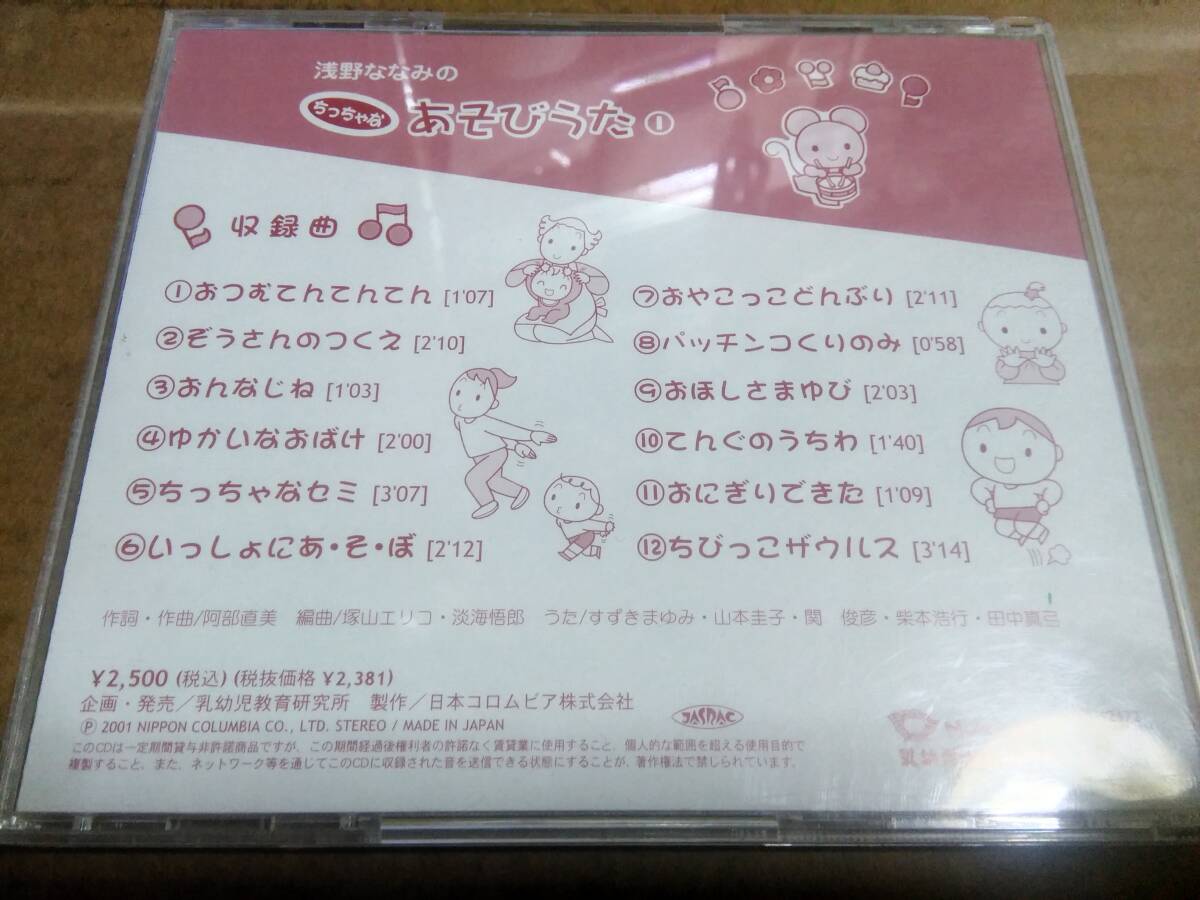 浅野ななみの
ちっちゃな あそびうた①
収録曲
①おつむてんてんてん [1'07]
②ぞうさんのつくえ [2'10]
③おんなじね [1'03]
④ゆかいなおばけ [2'00]
⑤ちっちゃなセミ [3'07]
⑥いっしょにあ・そ・ぼ [2'12]
⑦おやこっこどんぶり [2'11]
⑧パッチンコくりのみ [0'58]
⑨おほしさまゆび [2'03]
⑩てんぐのうちわ [1'40]
⑪おにぎりできた [1'09]
⑫ちびっこザウルス [3'14]
作詞・作曲/阿部直美 編曲/塚山エリコ・淡海悟郎 うた/すずきまゆみ・山本圭子・関 俊彦・柴本浩行・田中真弓
¥2,500 (税込) (税抜価格 ¥2,381)
企画・発売/乳幼児教育研究所 製作/日本コロムビア株式会社
Ⓟ 2001 NIPPON COLUMBIA CO., LTD. STEREO / MADE IN JAPAN
JASRAC
このCDは一定期間貸与非許諾商品ですが、この期間経過後権利者の許諾なく賃貸業に使用すること、個人的な範囲を超える使用目的で
複製すること、また、ネットワーク等を通じてこのCDに収録された音を送信できる状態にすることが、著作権法で禁じられています。